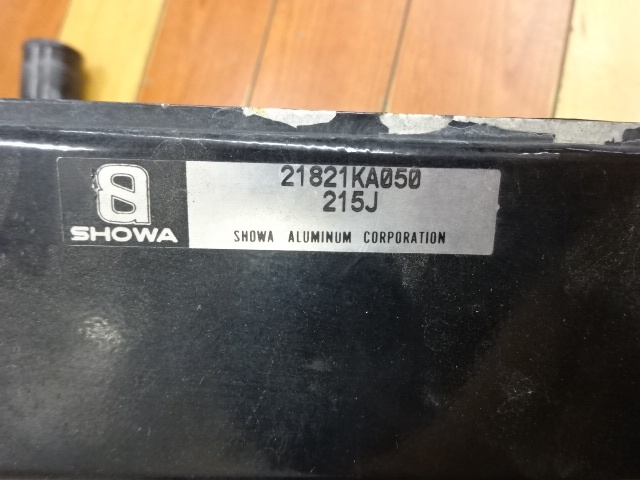 21821KA050
215J
SHOWA
SHOWA ALUMINUM CORPORATION